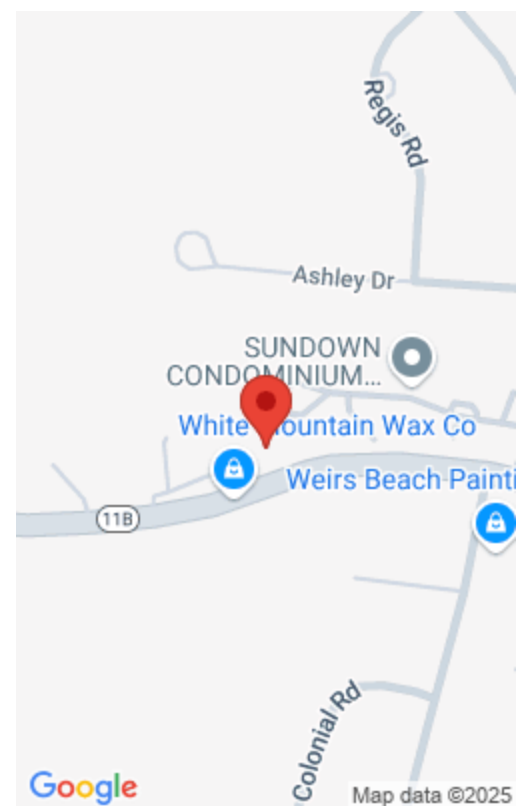 Regis Rd
Ashley Dr
SUNDOWN
CONDOMINIUM...
White Mountain Wax Co
Weirs Beach Painti
11B
Colonial Rd
Google
Map data ©2025